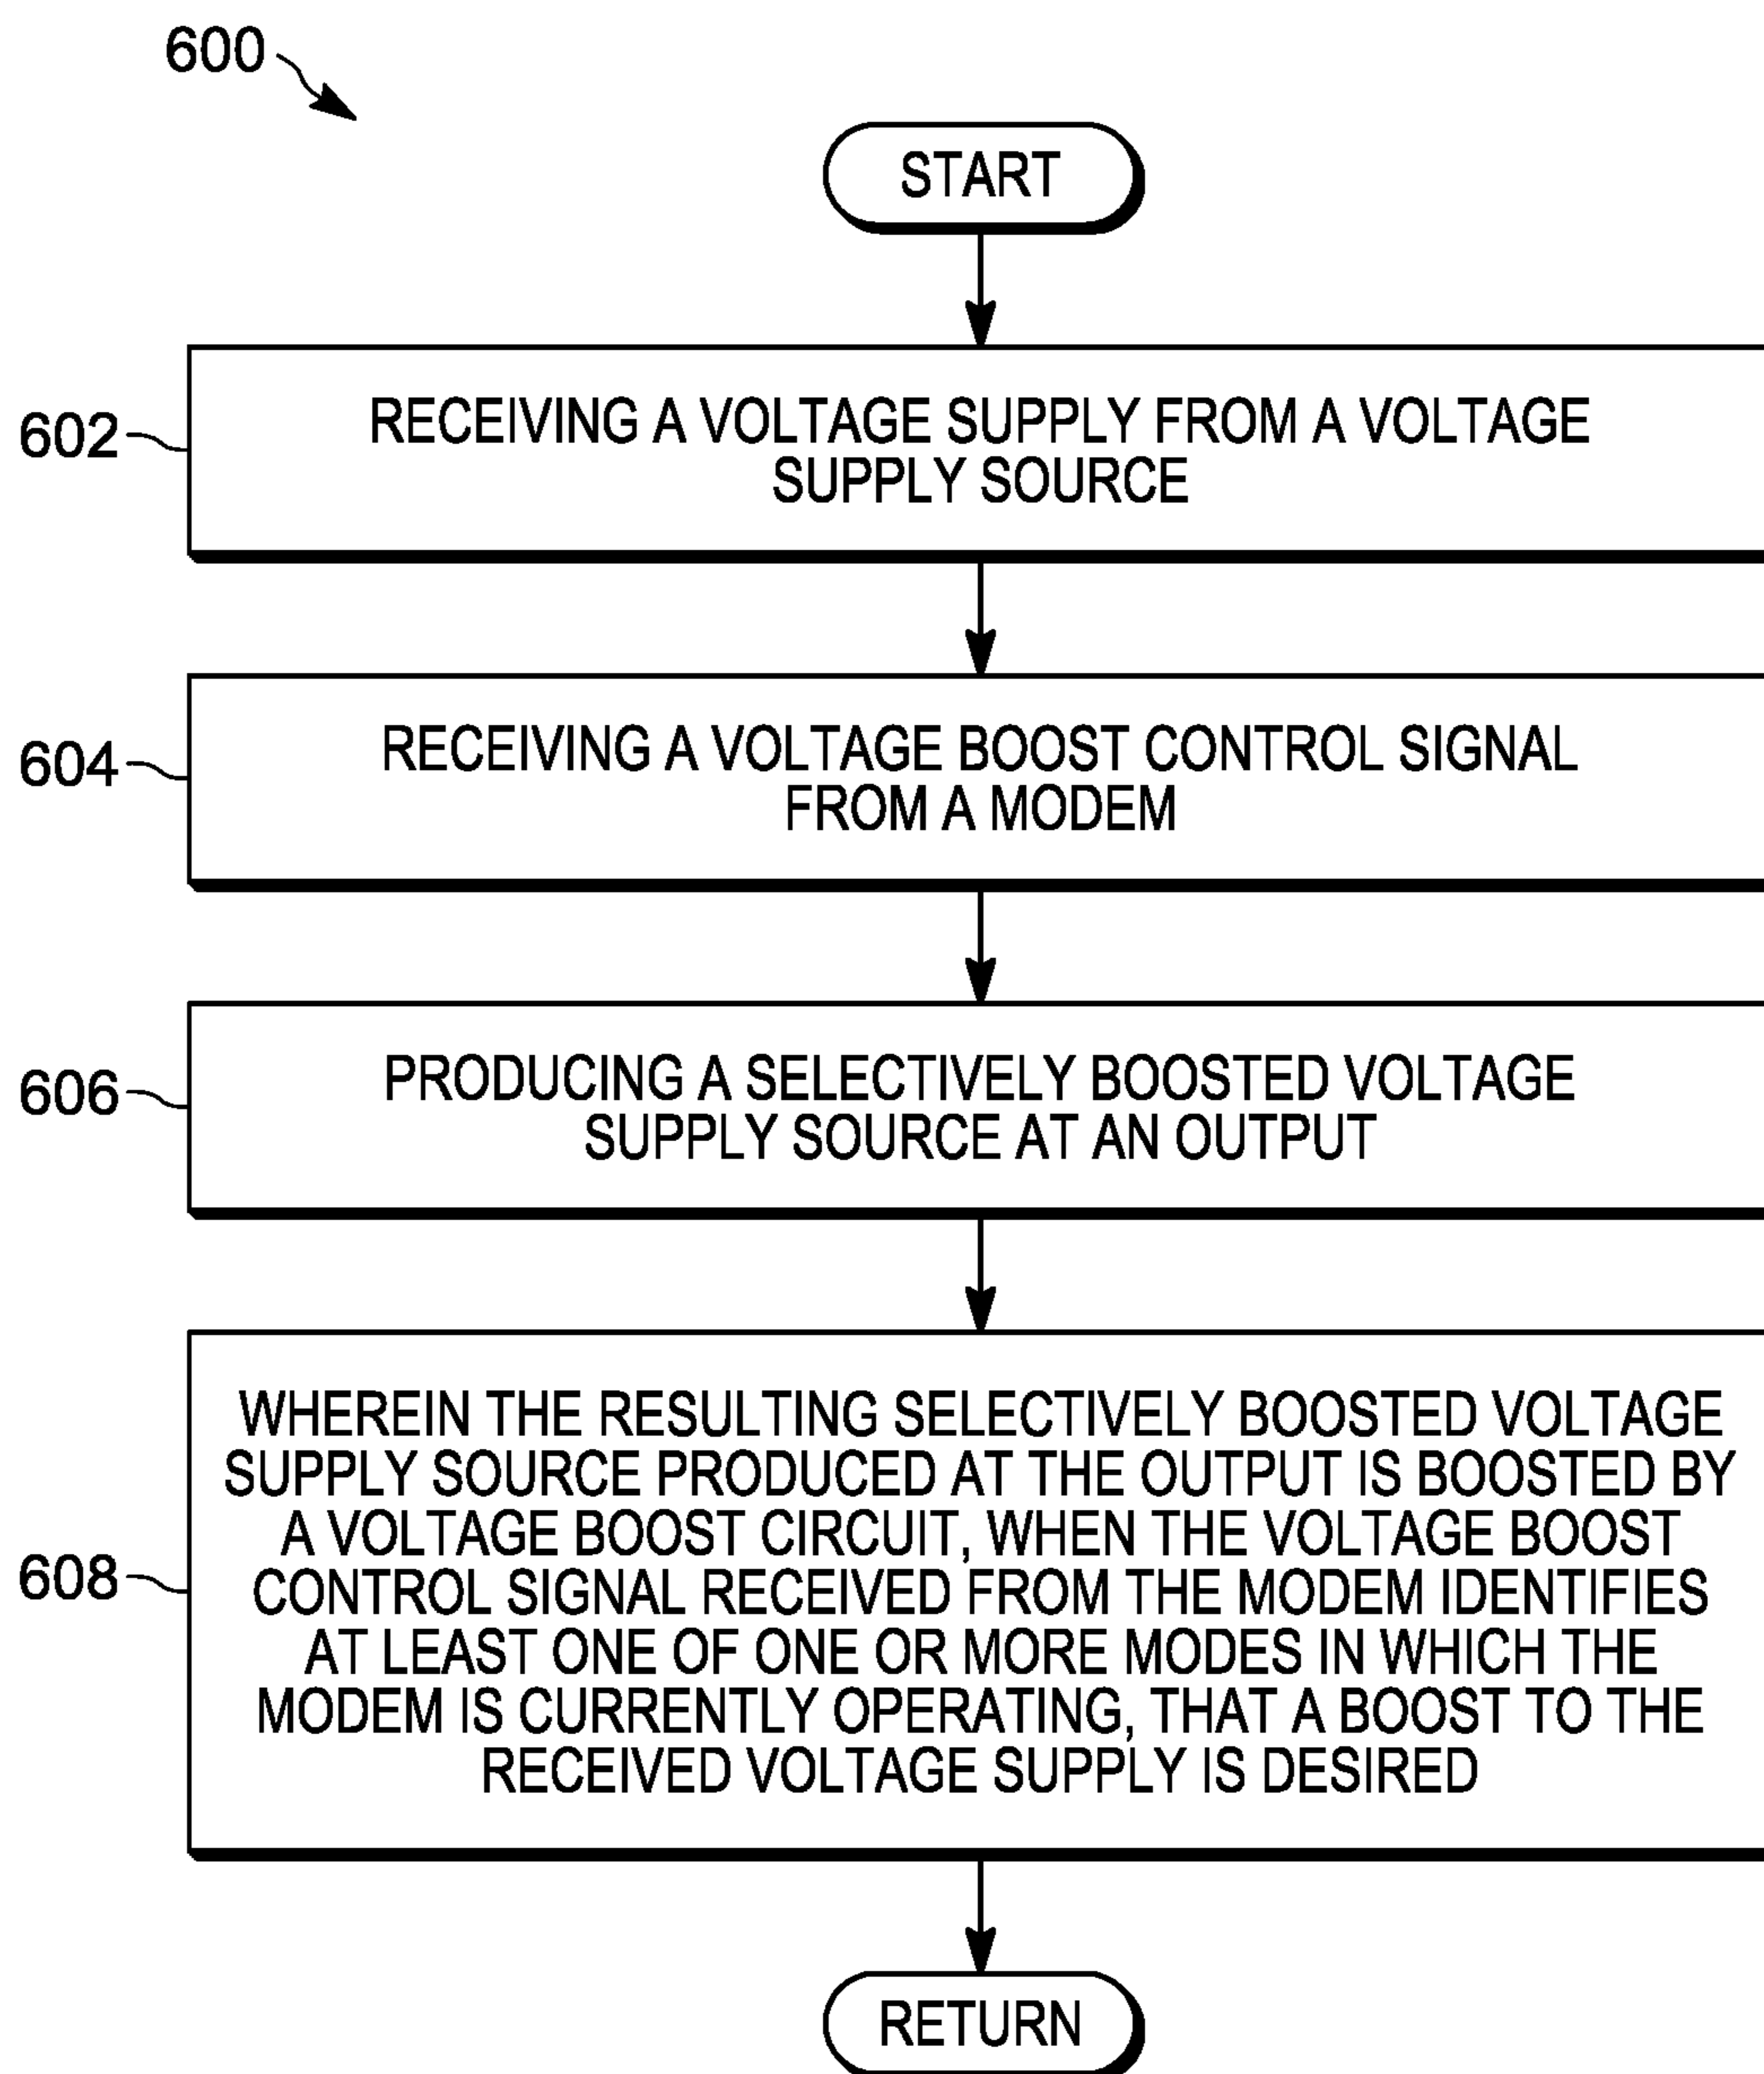 600
START
602
RECEIVING A VOLTAGE SUPPLY FROM A VOLTAGE
SUPPLY SOURCE
604
RECEIVING A VOLTAGE BOOST CONTROL SIGNAL
FROM A MODEM
606
PRODUCING A SELECTIVELY BOOSTED VOLTAGE
SUPPLY SOURCE AT AN OUTPUT
608
WHEREIN THE RESULTING SELECTIVELY BOOSTED VOLTAGE
SUPPLY SOURCE PRODUCED AT THE OUTPUT IS BOOSTED BY
A VOLTAGE BOOST CIRCUIT, WHEN THE VOLTAGE BOOST
CONTROL SIGNAL RECEIVED FROM THE MODEM IDENTIFIES
AT LEAST ONE OF ONE OR MORE MODES IN WHICH THE
MODEM IS CURRENTLY OPERATING, THAT A BOOST TO THE
RECEIVED VOLTAGE SUPPLY IS DESIRED
RETURN